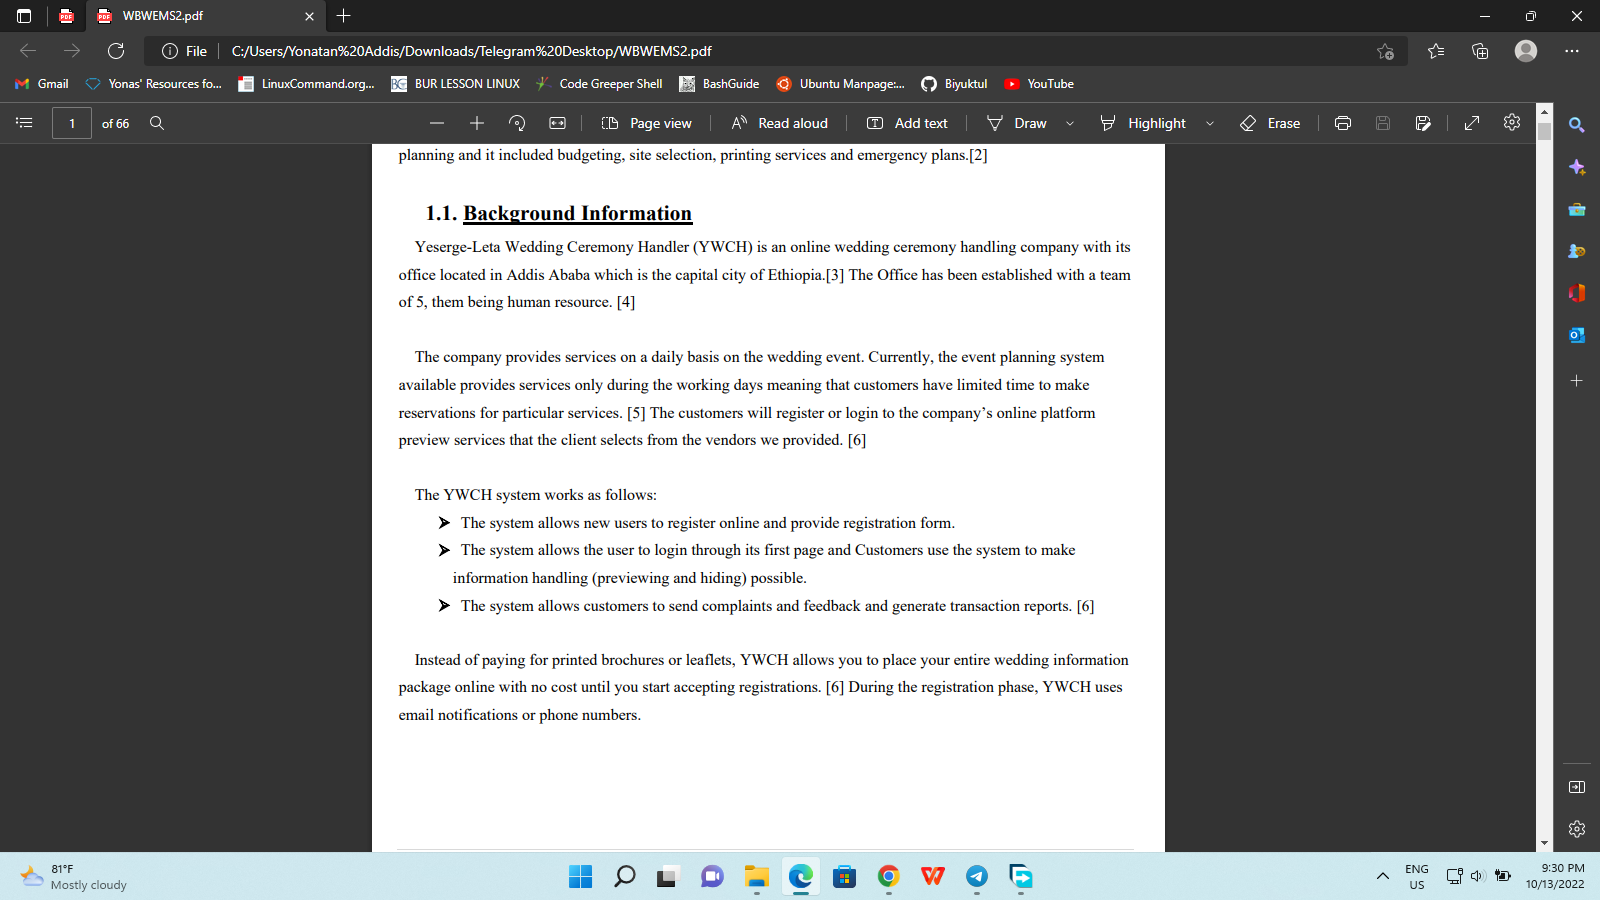 WBWEMS2.pdf
File
C:/Users/Yonatan%20Addis/Downloads/Telegram%20Desktop/WBWEMS2.pdf
Gmail
Yonas' Resources fo...
LinuxCommand.org...
BUR LESSON LINUX
Code Greeper Shell
BashGuide
Ubuntu Manpage:...
Biyuktul
YouTube
1 of 66
Page view
Read aloud
Add text
Draw
Highlight
Erase
planning and it included budgeting, site selection, printing services and emergency plans.[2]
1.1. Background Information
Yeserge-Leta Wedding Ceremony Handler (YWCH) is an online wedding ceremony handling company with its
office located in Addis Ababa which is the capital city of Ethiopia.[3] The Office has been established with a team
of 5, them being human resource. [4]
The company provides services on a daily basis on the wedding event. Currently, the event planning system
available provides services only during the working days meaning that customers have limited time to make
reservations for particular services. [5] The customers will register or login to the company’s online platform
preview services that the client selects from the vendors we provided. [6]
The YWCH system works as follows:
➢ The system allows new users to register online and provide registration form.
➢ The system allows the user to login through its first page and Customers use the system to make
information handling (previewing and hiding) possible.
➢ The system allows customers to send complaints and feedback and generate transaction reports. [6]
Instead of paying for printed brochures or leaflets, YWCH allows you to place your entire wedding information
package online with no cost until you start accepting registrations. [6] During the registration phase, YWCH uses
email notifications or phone numbers.
81°F
Mostly cloudy
ENG
US
9:30 PM
10/13/2022